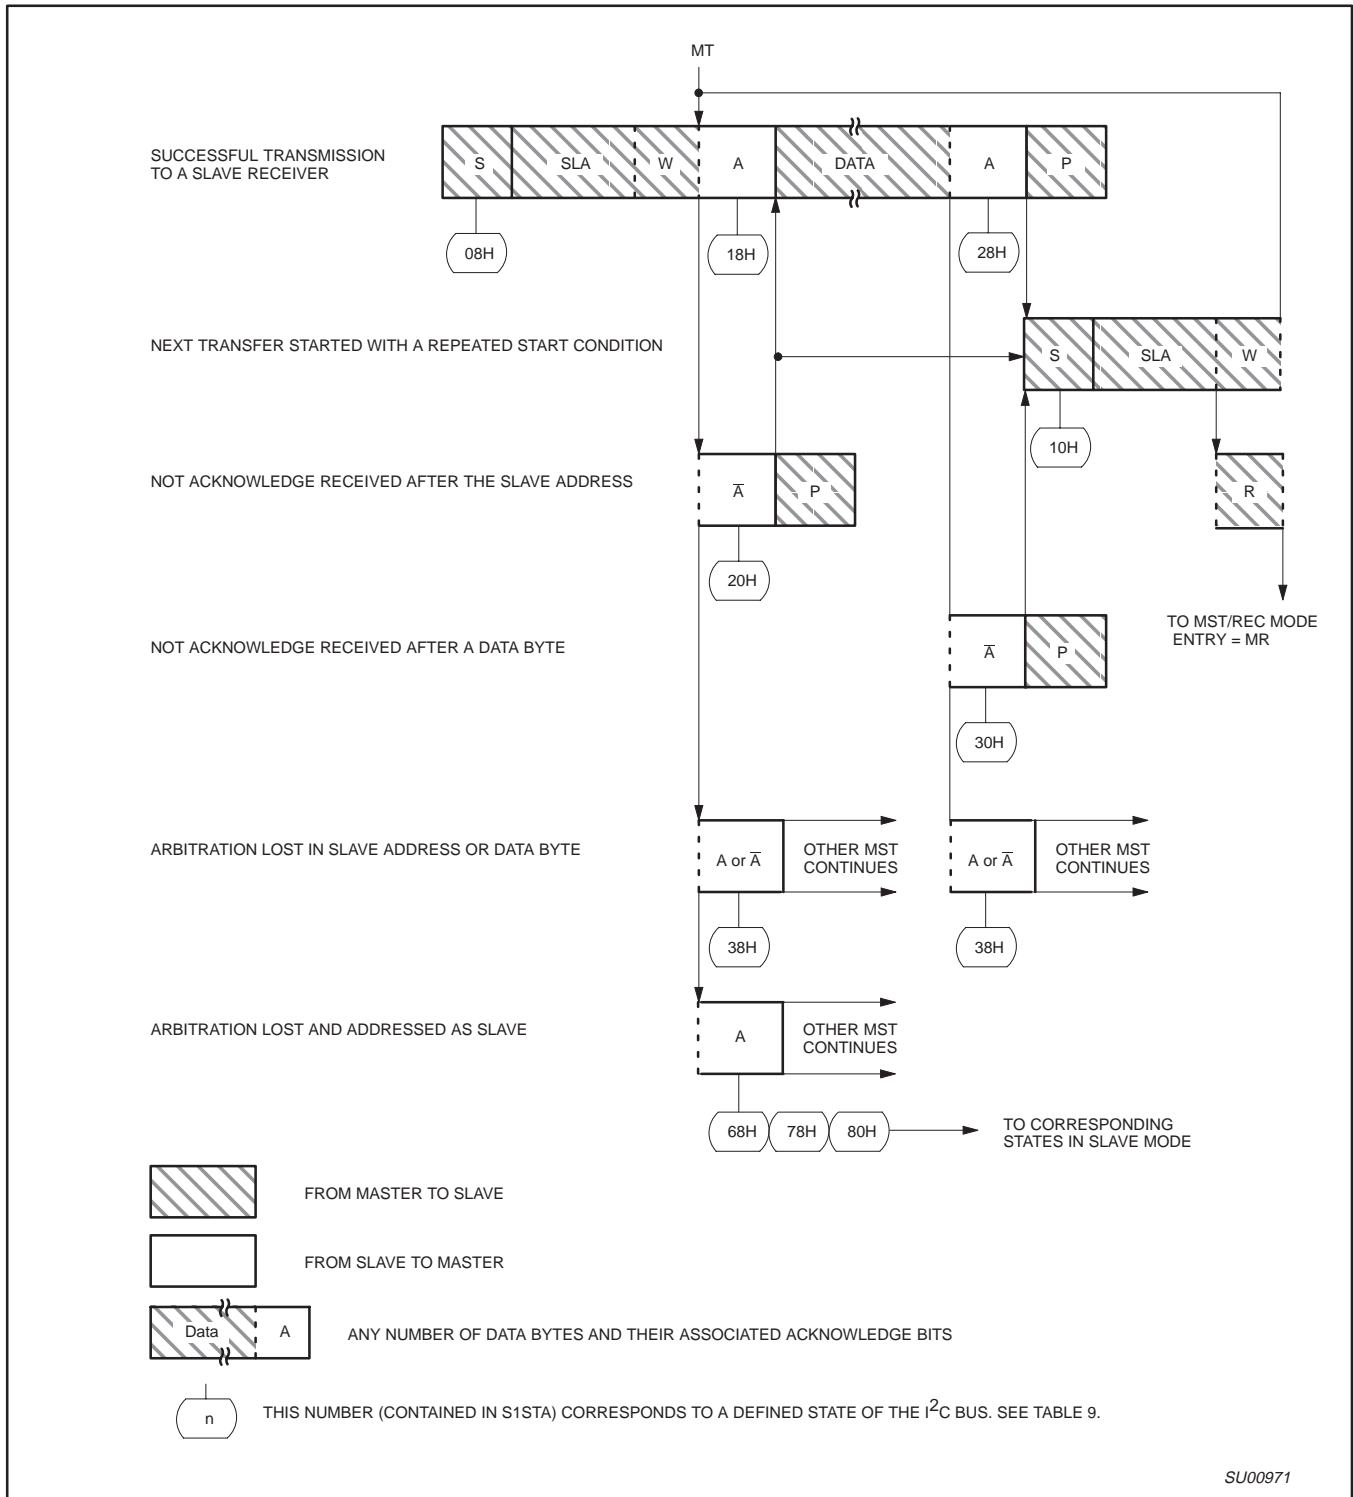 MT
SUCCESSFUL TRANSMISSION
TO A SLAVE RECEIVER
S SLA W A DATA A P
08H 18H 28H
NEXT TRANSFER STARTED WITH A REPEATED START CONDITION
S SLA W
10H
NOT ACKNOWLEDGE RECEIVED AFTER THE SLAVE ADDRESS
A̅ P R
20H
TO MST/REC MODE
ENTRY = MR
NOT ACKNOWLEDGE RECEIVED AFTER A DATA BYTE
A̅ P
30H
ARBITRATION LOST IN SLAVE ADDRESS OR DATA BYTE
A or A̅ OTHER MST
CONTINUES
A or A̅ OTHER MST
CONTINUES
38H 38H
ARBITRATION LOST AND ADDRESSED AS SLAVE
A OTHER MST
CONTINUES
68H 78H 80H
TO CORRESPONDING
STATES IN SLAVE MODE
FROM MASTER TO SLAVE
FROM SLAVE TO MASTER
Data A ANY NUMBER OF DATA BYTES AND THEIR ASSOCIATED ACKNOWLEDGE BITS
n THIS NUMBER (CONTAINED IN S1STA) CORRESPONDS TO A DEFINED STATE OF THE I²C BUS. SEE TABLE 9.
SU00971